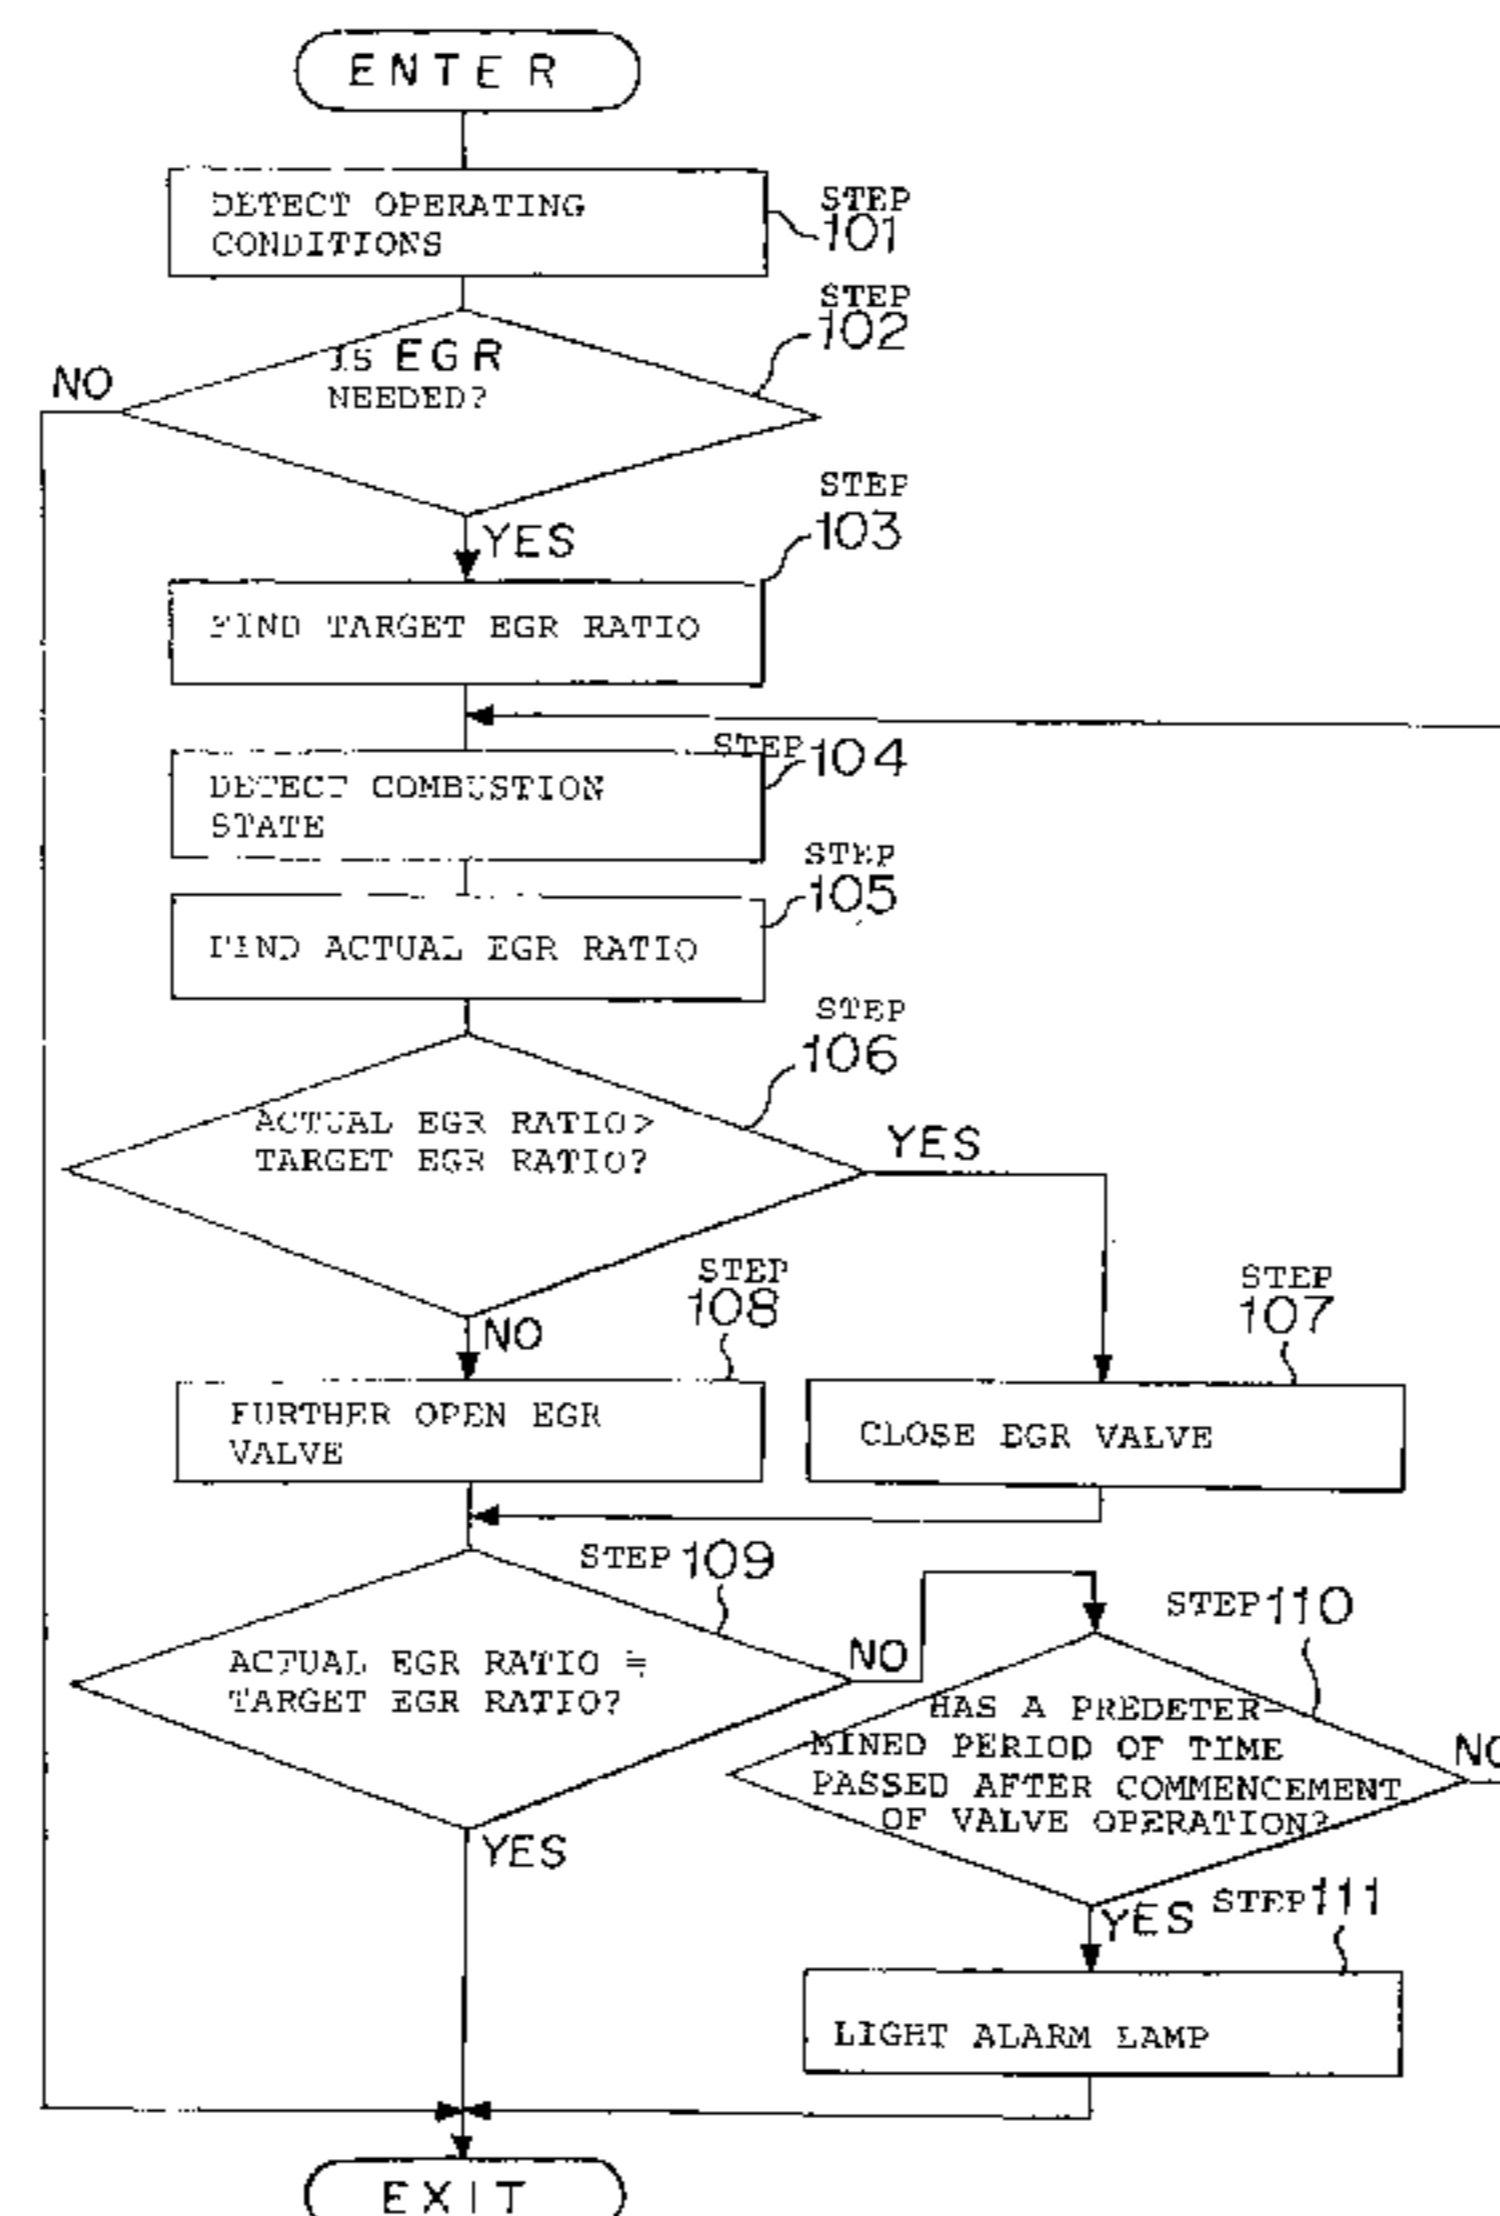 ENTER
DETECT OPERATING
CONDITIONS
STEP
101
STEP
102
IS EGR
NEEDED?
NO
YES
STEP
103
FIND TARGET EGR RATIO
STEP 104
DETECT COMBUSTION
STATE
STEP
105
FIND ACTUAL EGR RATIO
STEP
106
ACTUAL EGR RATIO>
TARGET EGR RATIO?
YES
NO
STEP
108
FURTHER OPEN EGR
VALVE
STEP
107
CLOSE EGR VALVE
STEP 109
ACTUAL EGR RATIO ≒
TARGET EGR RATIO?
NO
YES
STEP 110
HAS A PREDETER-
MINED PERIOD OF TIME
PASSED AFTER COMMENCEMENT
OF VALVE OPERATION?
NO
YES
STEP 111
LIGHT ALARM LAMP
EXIT